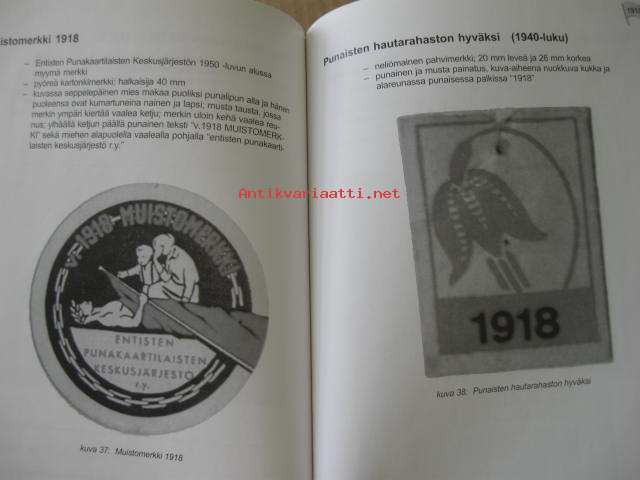 uistomerkki 1918
– Entisten Punakaartilaisten Keskusjärjestön 1950 -luvun alussa
myymä merkki
– pyöreä kartonkimerkki; halkaisija 40 mm
– kuvassa seppelepäinen mies makaa puoliksi punalipun alla ja hänen
puoleensa ovat kumartuneina nainen ja lapsi; musta tausta, jossa
merkin ympäri kiertää vaalea ketju; merkin uloin kehä vaalea reu-
nus; ylhäällä ketjun päällä punainen teksti "v.1918 MUISTOMERK-
KI" sekä miehen alapuolella vaalealla pohjalla "entisten punakaarti-
laisten keskusjärjestö r.y."
v. 1918 MUISTOMERKKI
ENTISTEN
PUNAKAARTILAISTEN
KESKUSJÄRJESTÖ
r.y.
kuva 37: Muistomerkki 1918
1918
Punaisten hautarahaston hyväksi (1940-luku)
– neliömäinen pahvimerkki; 20 mm leveä ja 28 mm korkea
– punainen ja musta painatus, kuva-aiheena nuokkuva kukka ja
alareunassa punaisessa palkissa "1918"
1918
kuva 38: Punaisten hautarahaston hyväksi
Antikvariaatti.net